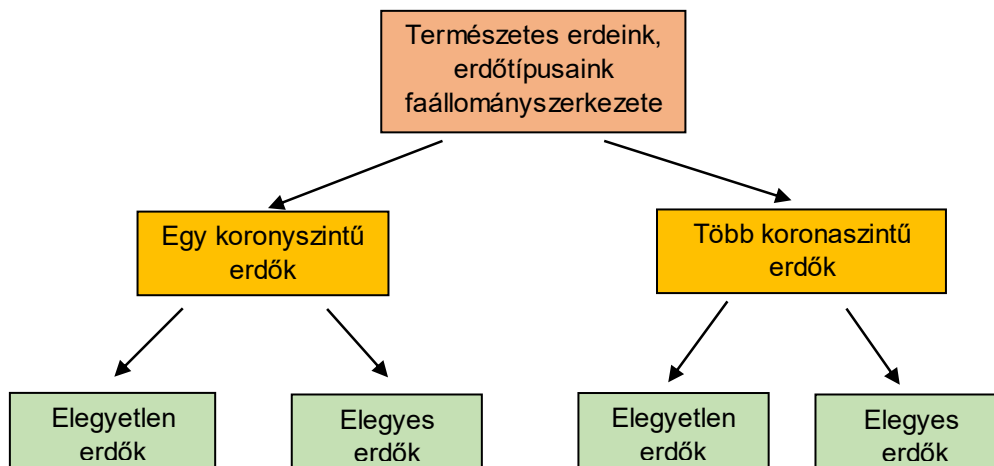 Természetes erdeink,
erdőtípusaink
faállományszerkezete
Egy koronyszintű
erdők
Több koronaszintű
erdők
Elegyetlen
erdők
Elegyes
erdők
Elegyetlen
erdők
Elegyes
erdők